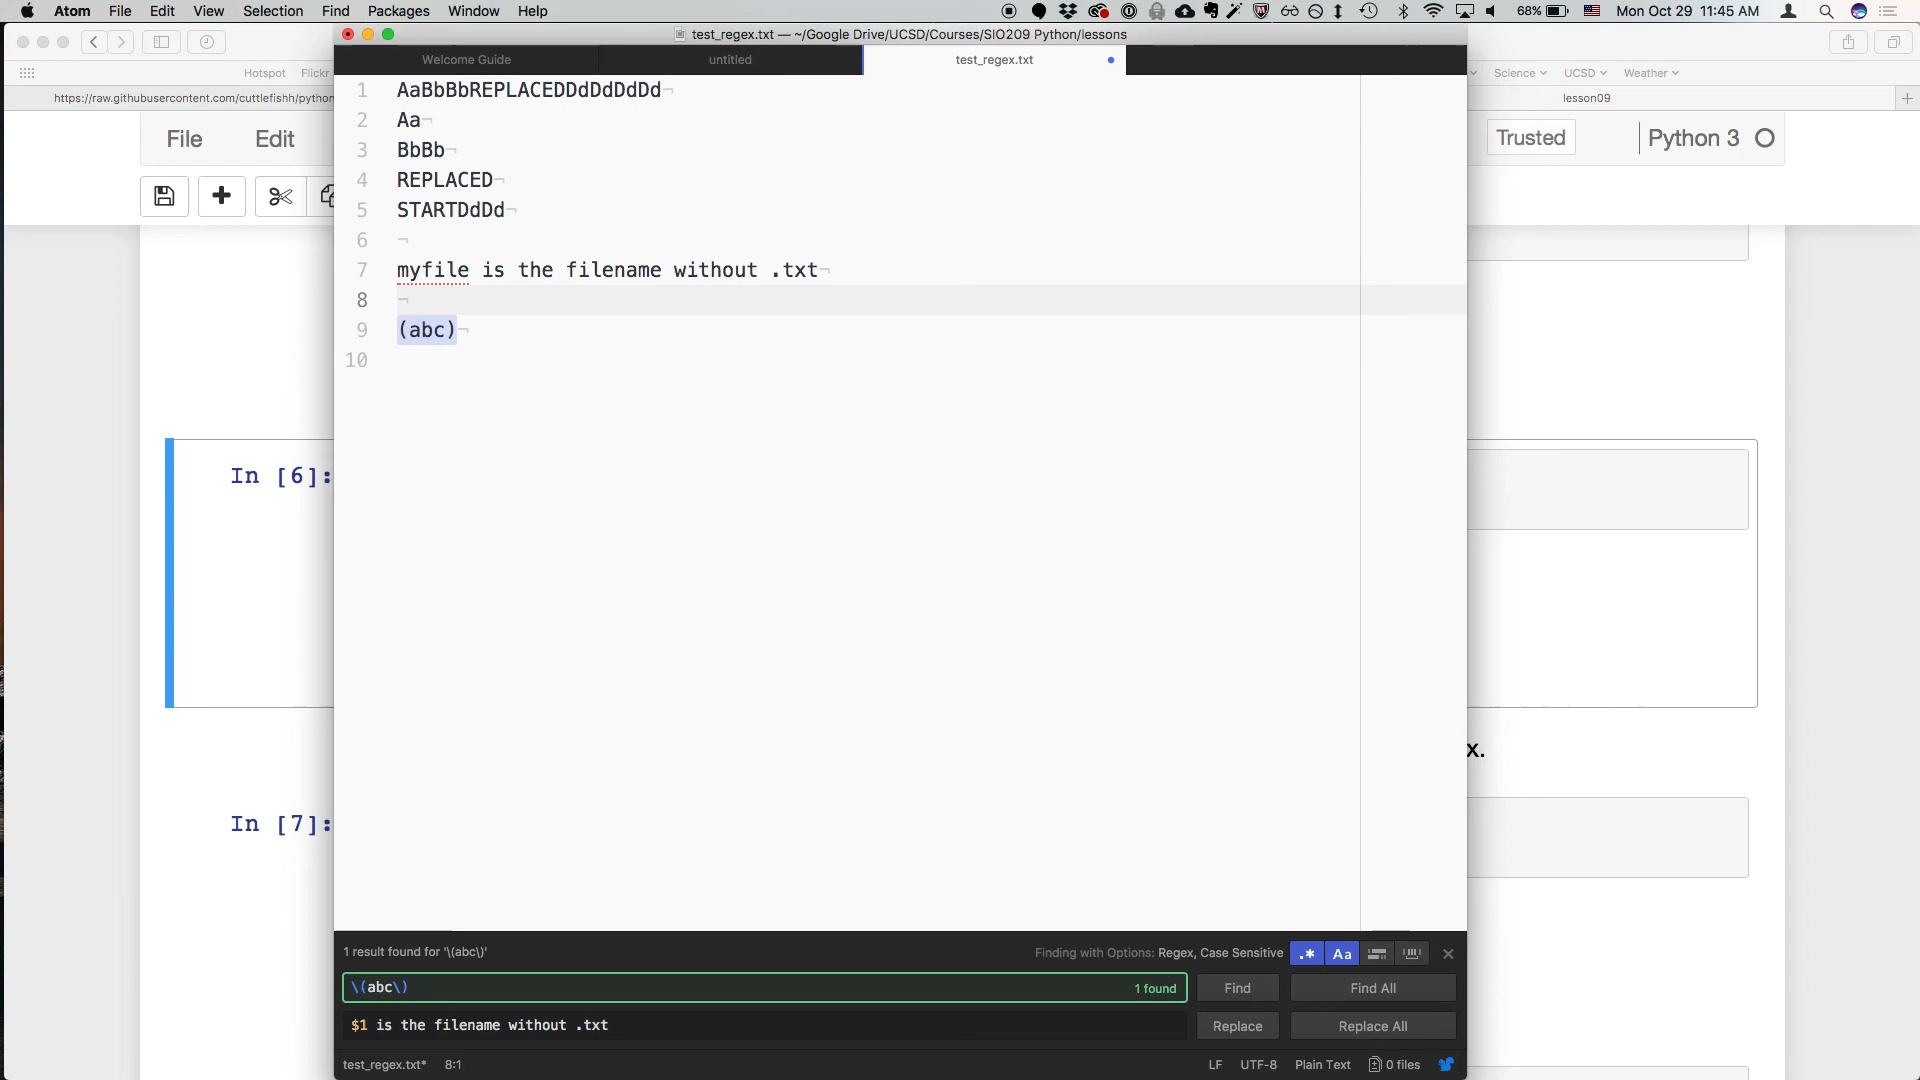 Atom File Edit View Selection Find Packages Window Help 68% Mon Oct 29 11:45 AM
test_regex.txt — ~/Google Drive/UCSD/Courses/SIO209 Python/lessons
Welcome Guide untitled test_regex.txt
Hotspot Flickr Science UCSD Weather
https://raw.githubusercontent.com/cuttlefishh/python lesson09
File Edit Trusted Python 3
1 AaBbBbREPLACEDDdDdDdDd¬
2 Aa¬
3 BbBb¬
4 REPLACED¬
5 STARTDdDd¬
6 ¬
7 myfile is the filename without .txt¬
8 ¬
9 (abc)¬
10
In [6]:
x.
In [7]:
1 result found for '\(abc\)' Finding with Options: Regex, Case Sensitive .* Aa
\(abc\) 1 found Find Find All
$1 is the filename without .txt Replace Replace All
test_regex.txt* 8:1 LF UTF-8 Plain Text 0 files